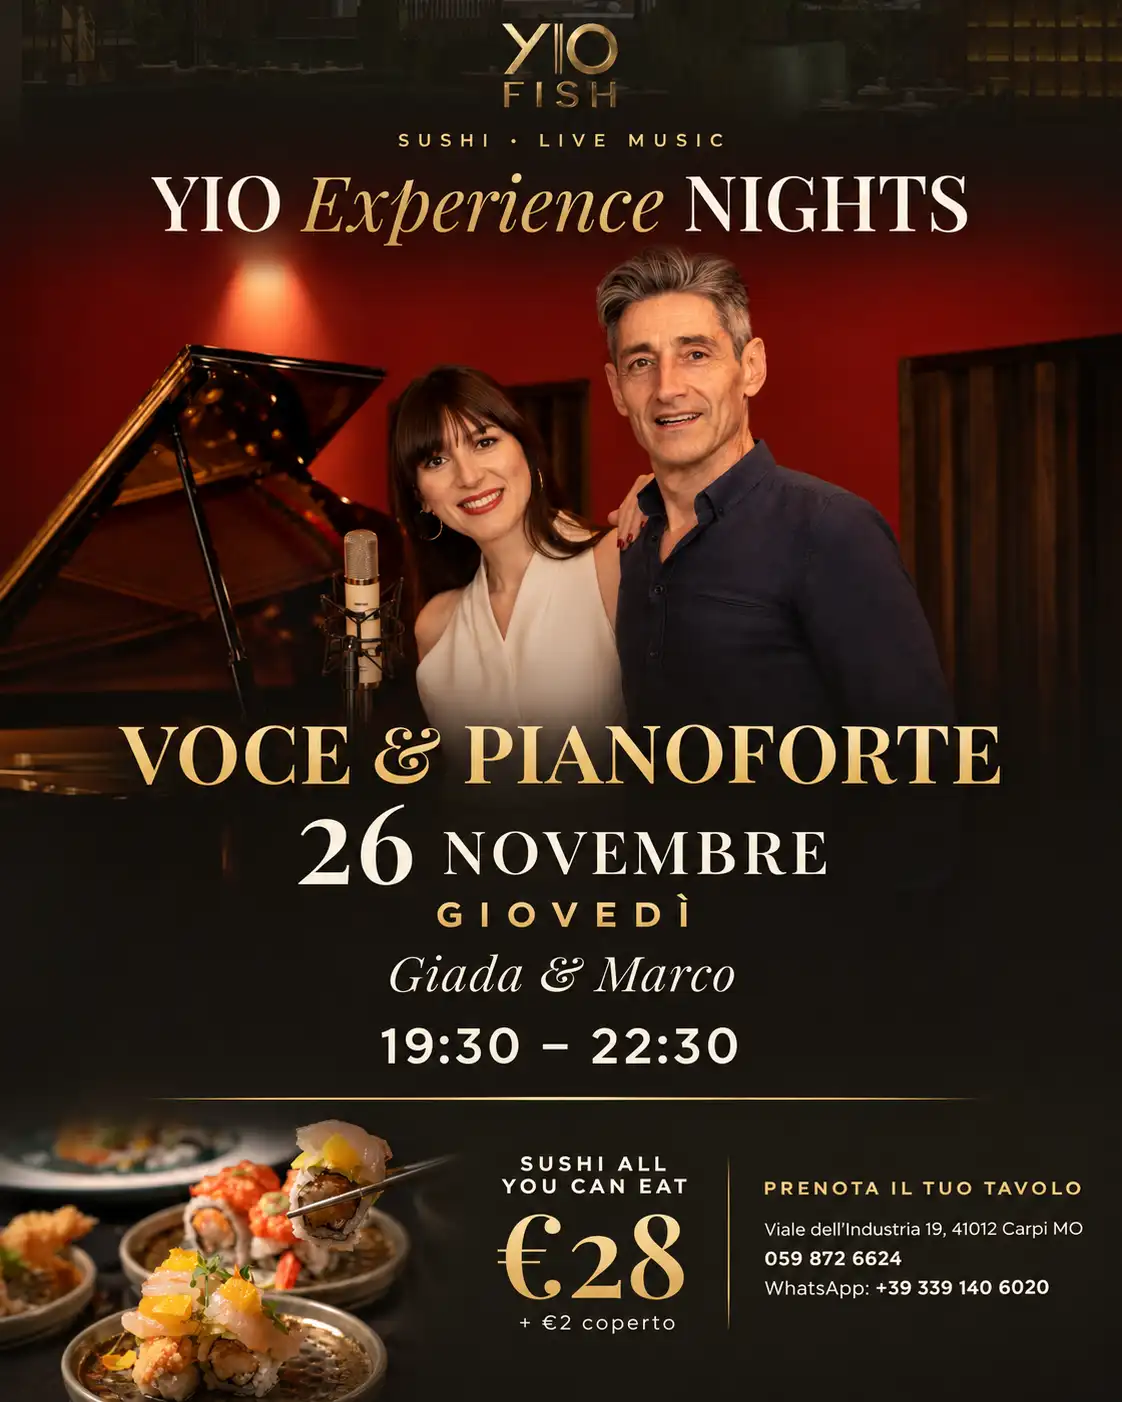 YIO
FISH
SUSHI • LIVE MUSIC
YIO Experience NIGHTS
VOCE & PIANOFORTE
26 NOVEMBRE
GIOVEDÌ
Giada & Marco
19:30 – 22:30
SUSHI ALL
YOU CAN EAT
€28
+ €2 coperto
PRENOTA IL TUO TAVOLO
Viale dell'Industria 19, 41012 Carpi MO
059 872 6624
WhatsApp: +39 339 140 6020